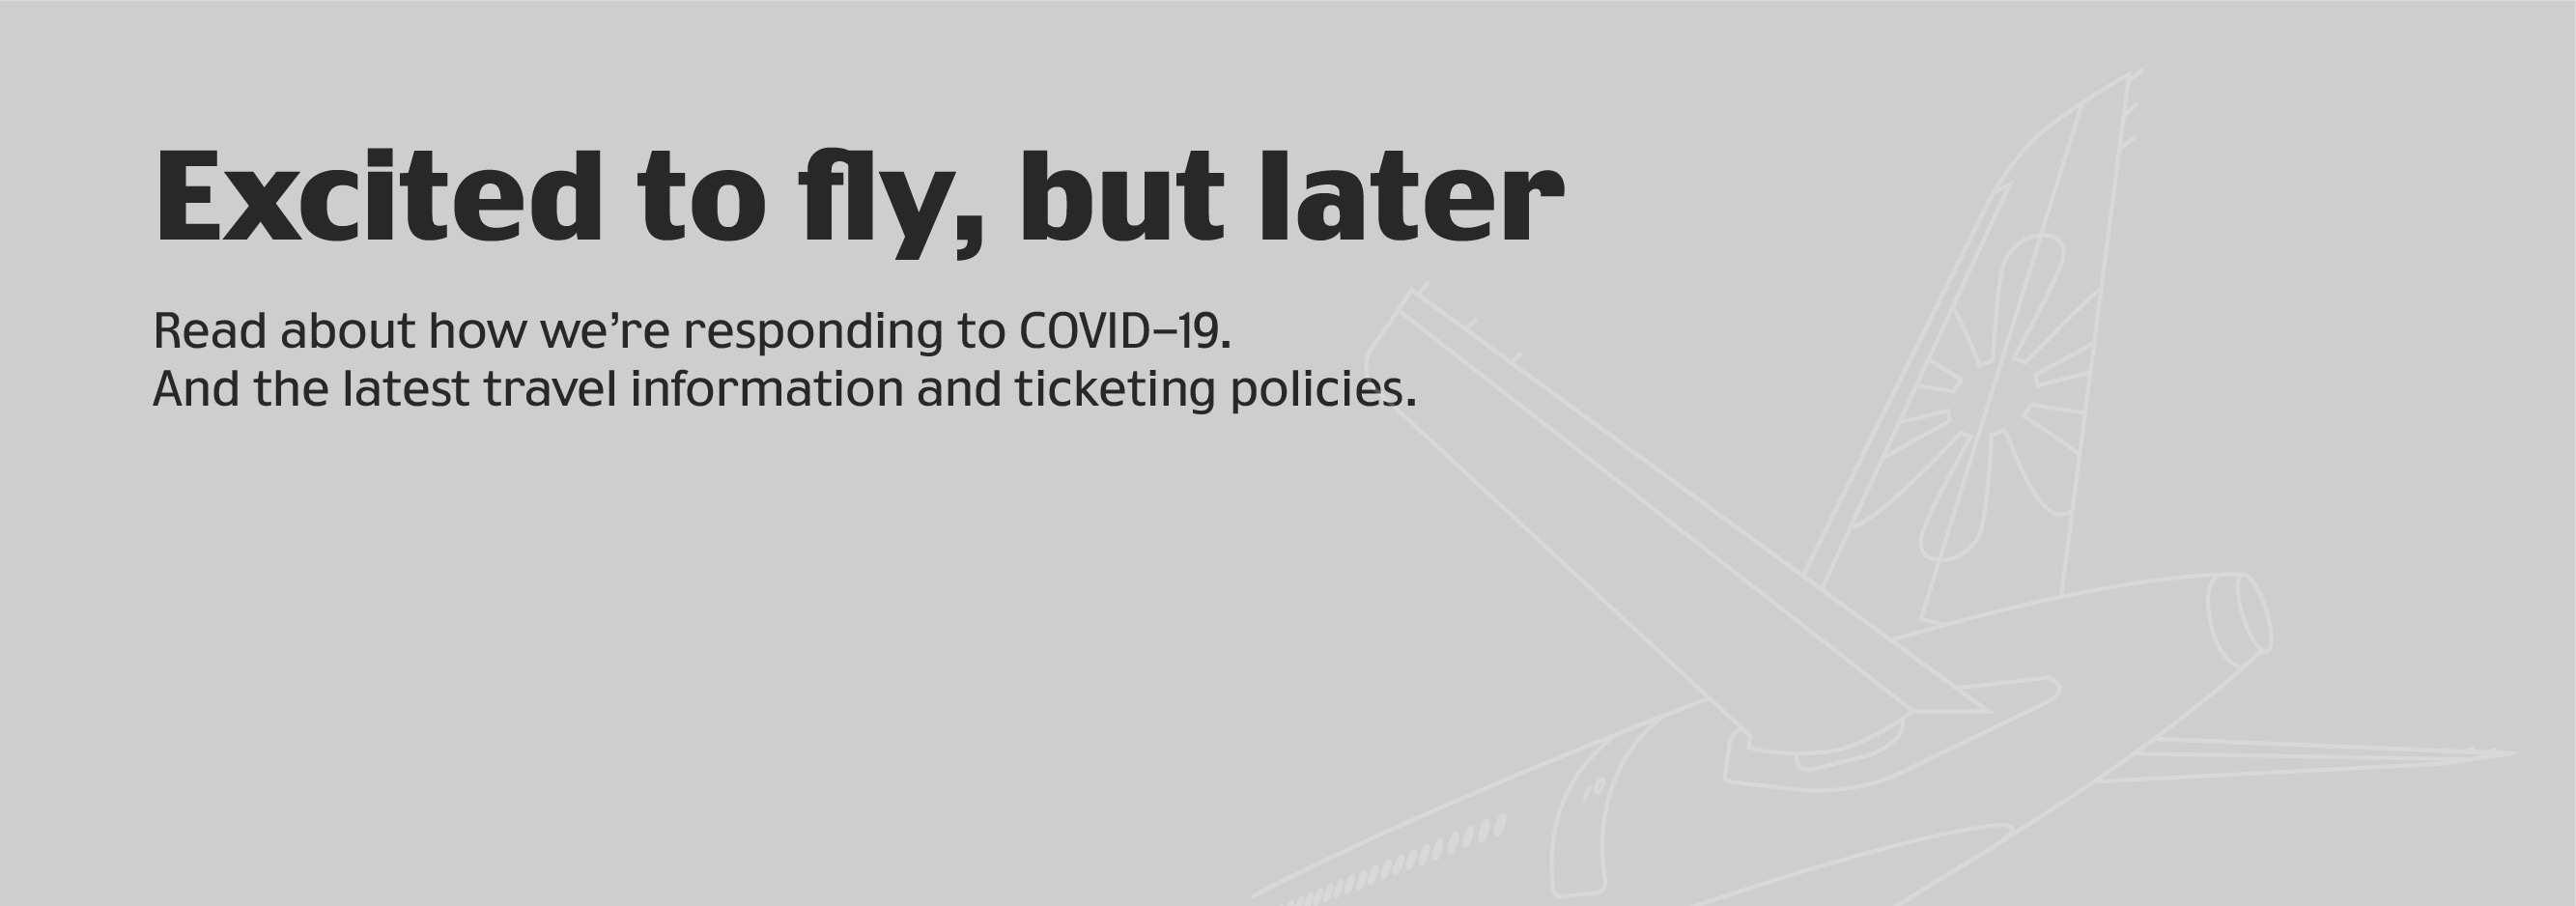 Excited to fly, but later
Read about how we’re responding to COVID–19.
And the latest travel information and ticketing policies.